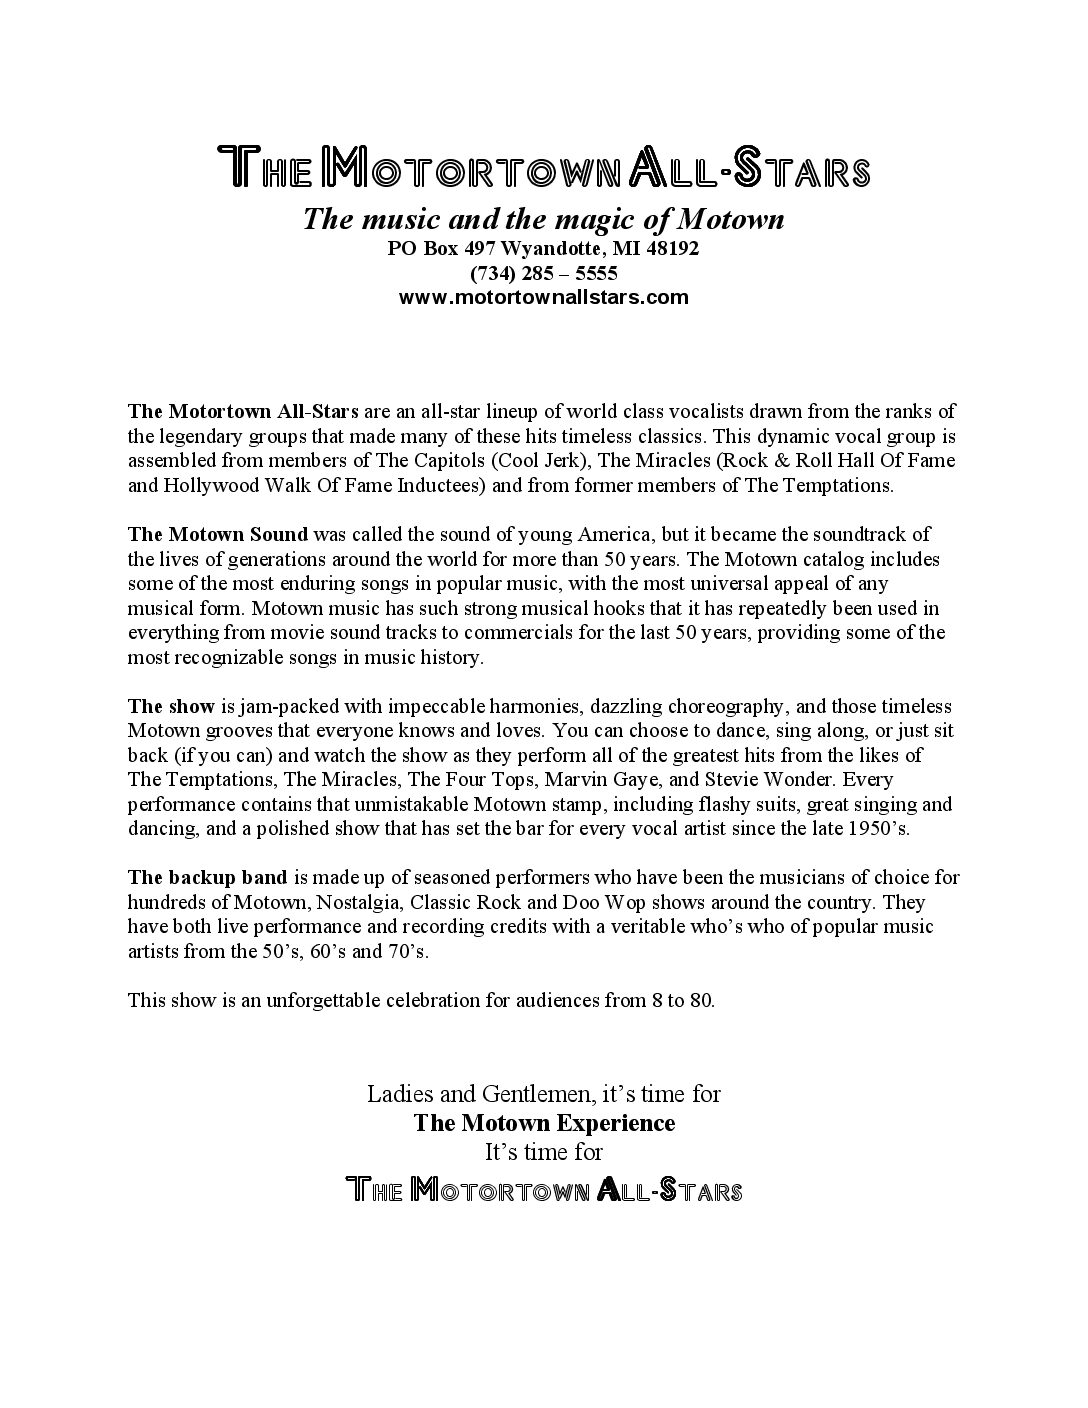 THE MOTORTOWN ALL-STARS
The music and the magic of Motown
PO Box 497 Wyandotte, MI 48192
(734) 285 – 5555
www.motortownallstars.com
The Motortown All-Stars are an all-star lineup of world class vocalists drawn from the ranks of
the legendary groups that made many of these hits timeless classics. This dynamic vocal group is
assembled from members of The Capitols (Cool Jerk), The Miracles (Rock & Roll Hall Of Fame
and Hollywood Walk Of Fame Inductees) and from former members of The Temptations.
The Motown Sound was called the sound of young America, but it became the soundtrack of
the lives of generations around the world for more than 50 years. The Motown catalog includes
some of the most enduring songs in popular music, with the most universal appeal of any
musical form. Motown music has such strong musical hooks that it has repeatedly been used in
everything from movie sound tracks to commercials for the last 50 years, providing some of the
most recognizable songs in music history.
The show is jam-packed with impeccable harmonies, dazzling choreography, and those timeless
Motown grooves that everyone knows and loves. You can choose to dance, sing along, or just sit
back (if you can) and watch the show as they perform all of the greatest hits from the likes of
The Temptations, The Miracles, The Four Tops, Marvin Gaye, and Stevie Wonder. Every
performance contains that unmistakable Motown stamp, including flashy suits, great singing and
dancing, and a polished show that has set the bar for every vocal artist since the late 1950’s.
The backup band is made up of seasoned performers who have been the musicians of choice for
hundreds of Motown, Nostalgia, Classic Rock and Doo Wop shows around the country. They
have both live performance and recording credits with a veritable who’s who of popular music
artists from the 50’s, 60’s and 70’s.
This show is an unforgettable celebration for audiences from 8 to 80.
Ladies and Gentlemen, it’s time for
The Motown Experience
It’s time for
THE MOTORTOWN ALL-STARS